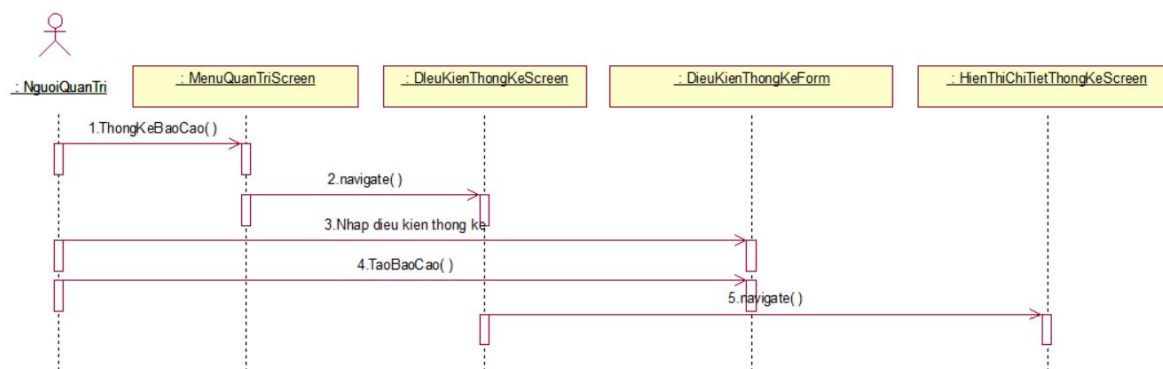 : NguoiQuanTri
: MenuQuanTriScreen
: DIeuKienThongKeScreen
: DieuKienThongKeForm
: HienThiChiTietThongKeScreen
1.ThongKeBaoCao( )
2.navigate( )
3.Nhap dieu kien thong ke
4.TaoBaoCao( )
5.navigate( )